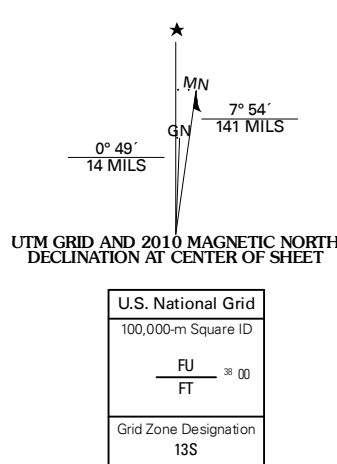 ★
MN
7° 54´
141 MILS
GN
0° 49´
14 MILS
UTM GRID AND 2010 MAGNETIC NORTH
DECLINATION AT CENTER OF SHEET
U.S. National Grid
100,000-m Square ID
FU
38 00
FT
Grid Zone Designation
13S